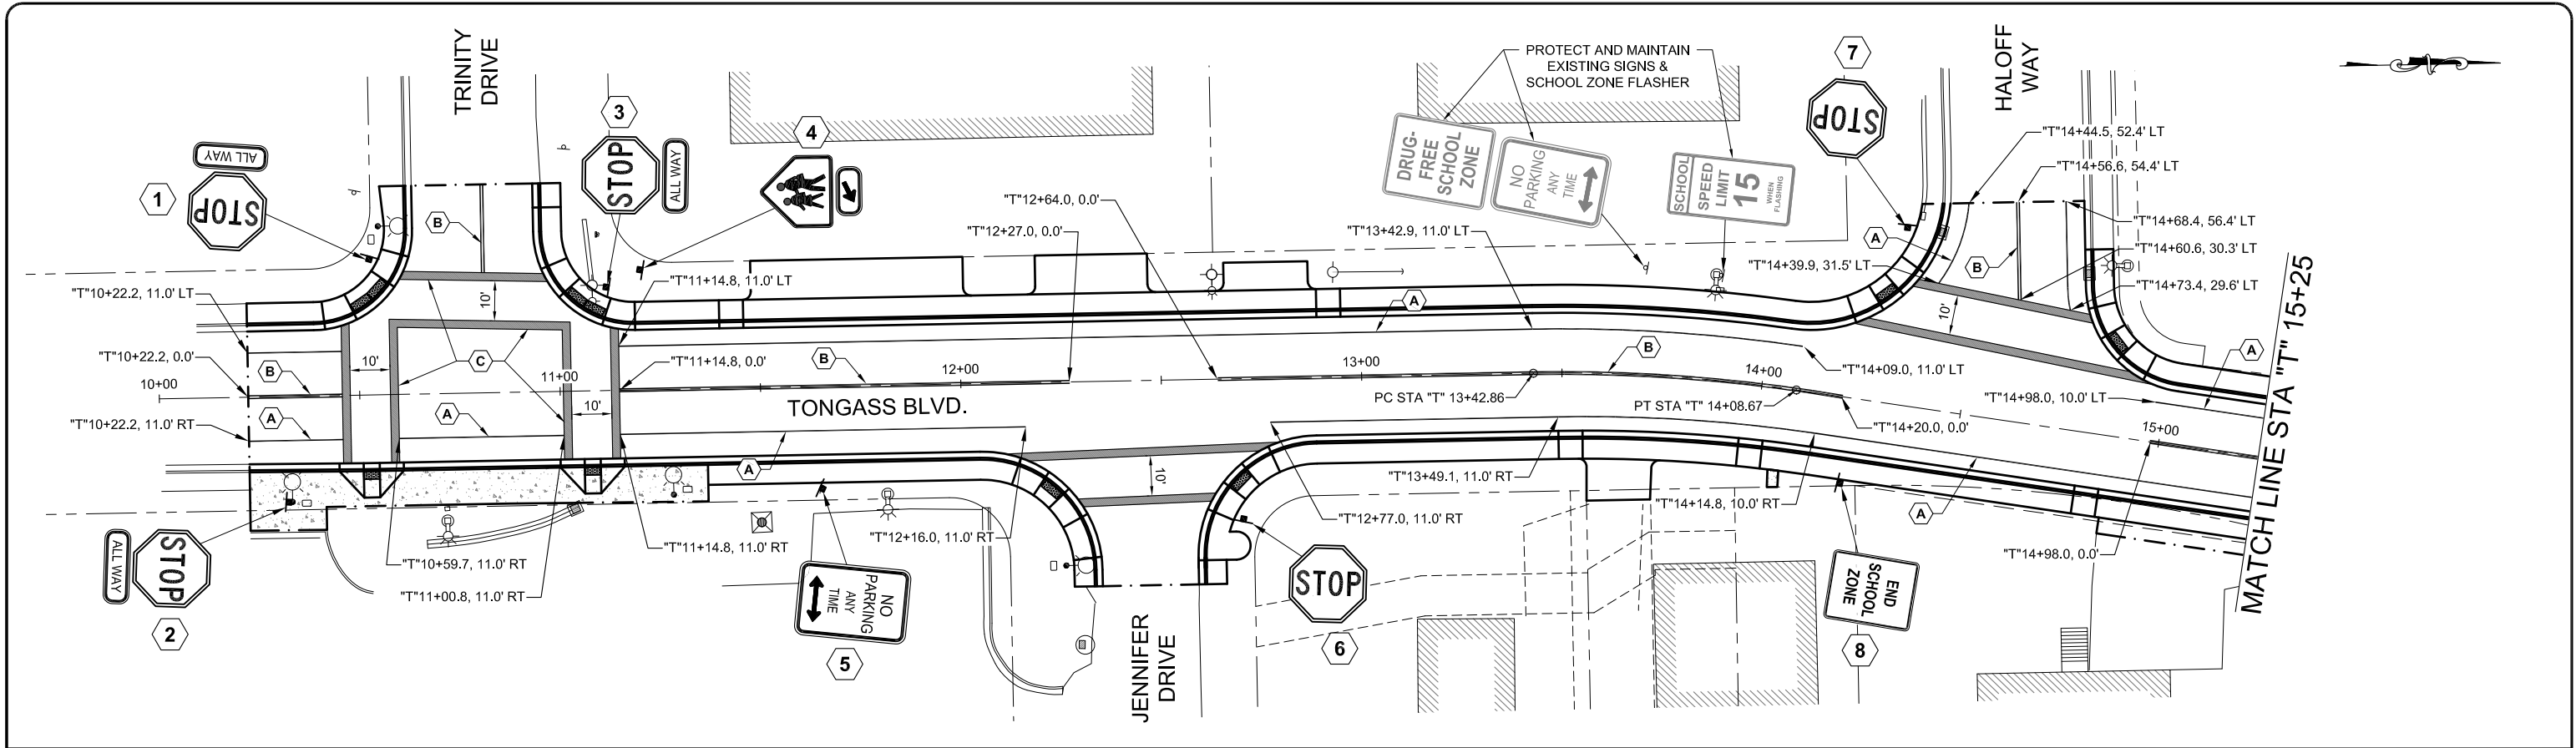 TRINITY
DRIVE
HALOFF
WAY
PROTECT AND MAINTAIN
EXISTING SIGNS &
SCHOOL ZONE FLASHER
1
STOP
ALL WAY
3
STOP
ALL WAY
4
7
STOP
DRUG-
FREE
SCHOOL
ZONE
NO
PARKING
ANY
TIME
SCHOOL
SPEED
LIMIT
15
WHEN
FLASHING
"T"14+44.5, 52.4' LT
"T"14+56.6, 54.4' LT
"T"14+68.4, 56.4' LT
"T"14+60.6, 30.3' LT
"T"14+39.9, 31.5' LT
"T"14+73.4, 29.6' LT
"T"12+64.0, 0.0'
"T"12+27.0, 0.0'
"T"13+42.9, 11.0' LT
"T"11+14.8, 11.0' LT
"T"10+22.2, 11.0' LT
"T"10+22.2, 0.0'
"T"10+22.2, 11.0' RT
"T"11+14.8, 0.0'
B
A
B
A
10'
10'
10'
10'
10'
C
A
B
A
B
B
A
A
A
A
A
10+00
11+00
12+00
13+00
14+00
15+00
TONGASS BLVD.
PC STA "T" 13+42.86
PT STA "T" 14+08.67
"T"14+09.0, 11.0' LT
"T"14+98.0, 10.0' LT
"T"14+20.0, 0.0'
"T"13+49.1, 11.0' RT
"T"14+14.8, 10.0' RT
"T"12+77.0, 11.0' RT
"T"12+16.0, 11.0' RT
"T"11+14.8, 11.0' RT
"T"10+59.7, 11.0' RT
"T"11+00.8, 11.0' RT
"T"14+98.0, 0.0'
MATCH LINE STA "T" 15+25
ALL WAY
STOP
2
NO
PARKING
ANY
TIME
5
JENNIFER
DRIVE
STOP
6
END
SCHOOL
ZONE
8